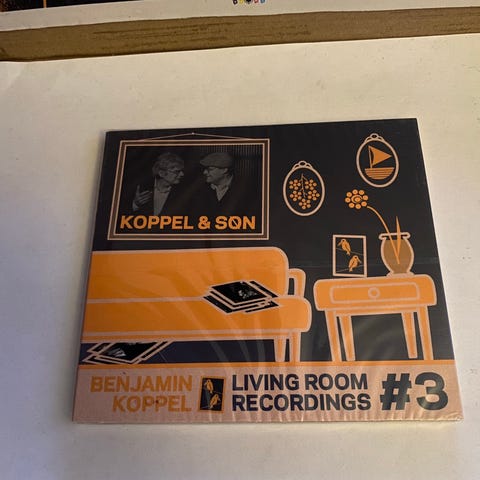 KOPPEL & SØN
BENJAMIN
KOPPEL
LIVING ROOM
RECORDINGS
#3